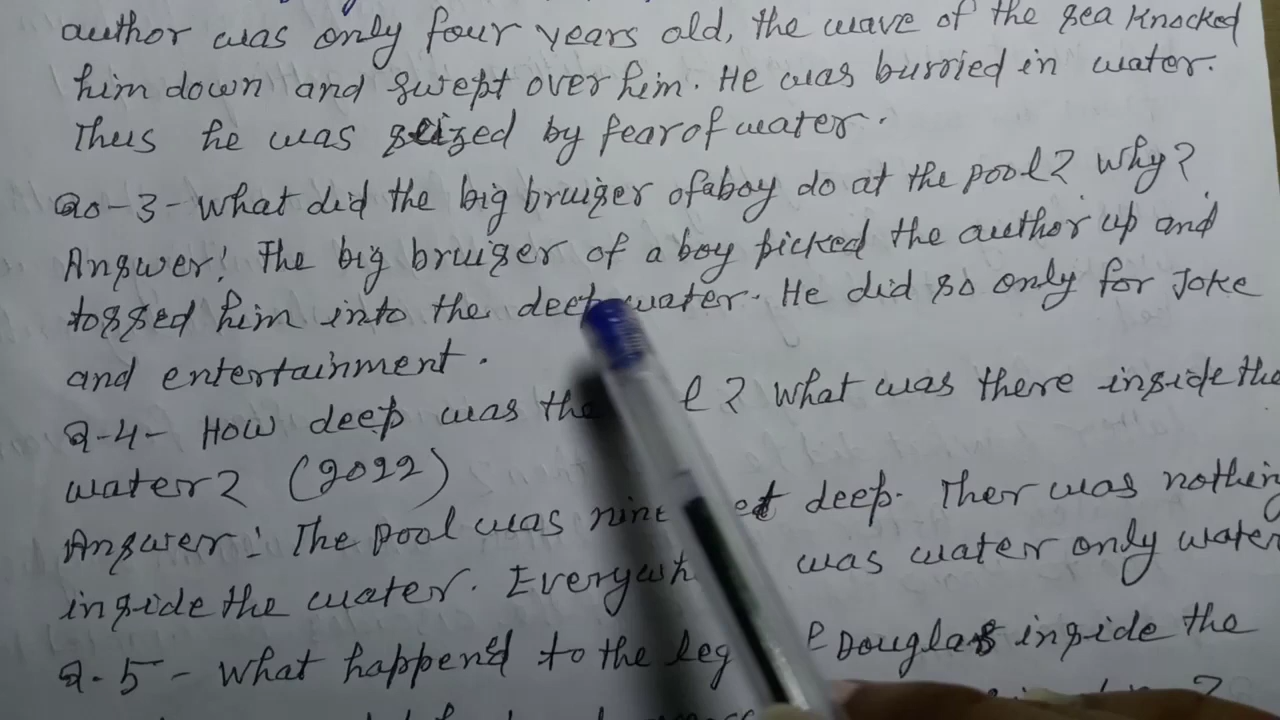 author was only four years old, the wave of the sea knocked
him down and swept over him. He was burried in water.
Thus he was seized by fear of water.
Qo-3- What did the big bruiser of a boy do at the pool? Why?
Answer: The big bruiser of a boy picked the author up and
tossed him into the deep water. He did so only for Joke
and entertainment.
Q-4- How deep was the l? What was there inside the
water? (2022)
Answer: The pool was nine et deep. Ther was nothin
inside the water. Everywh was water only water
Q.5- What happened to the leg Douglas inside the